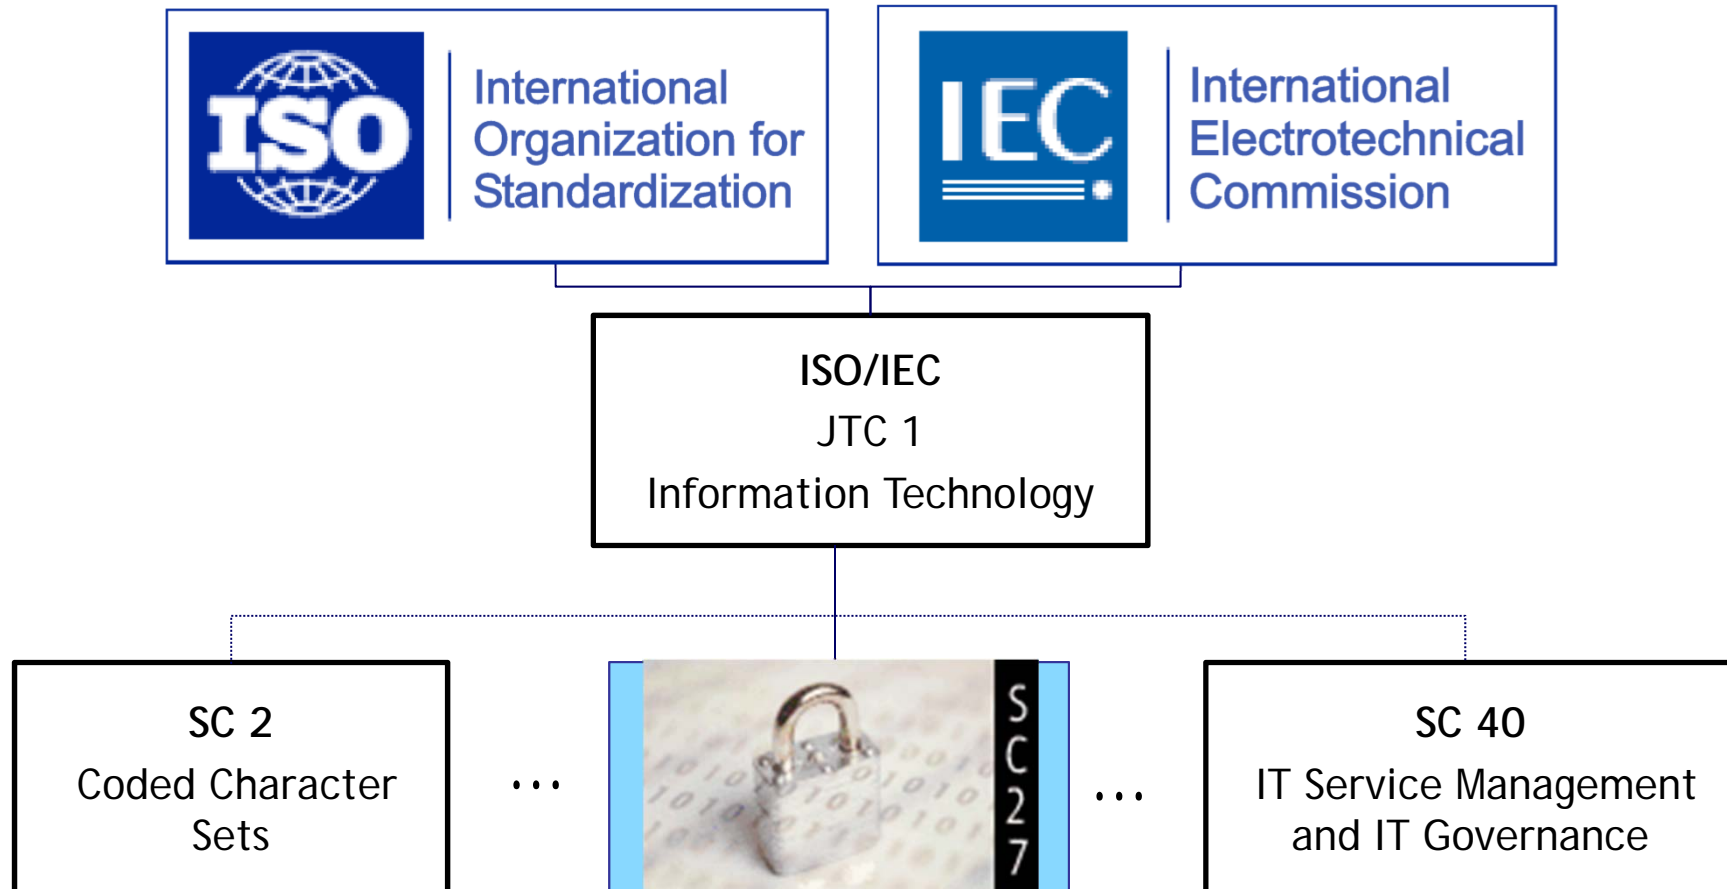 ISO
International
Organization for
Standardization
IEC
International
Electrotechnical
Commission
ISO/IEC
JTC 1
Information Technology
SC 2
Coded Character
Sets
...
SC27
...
SC 40
IT Service Management
and IT Governance